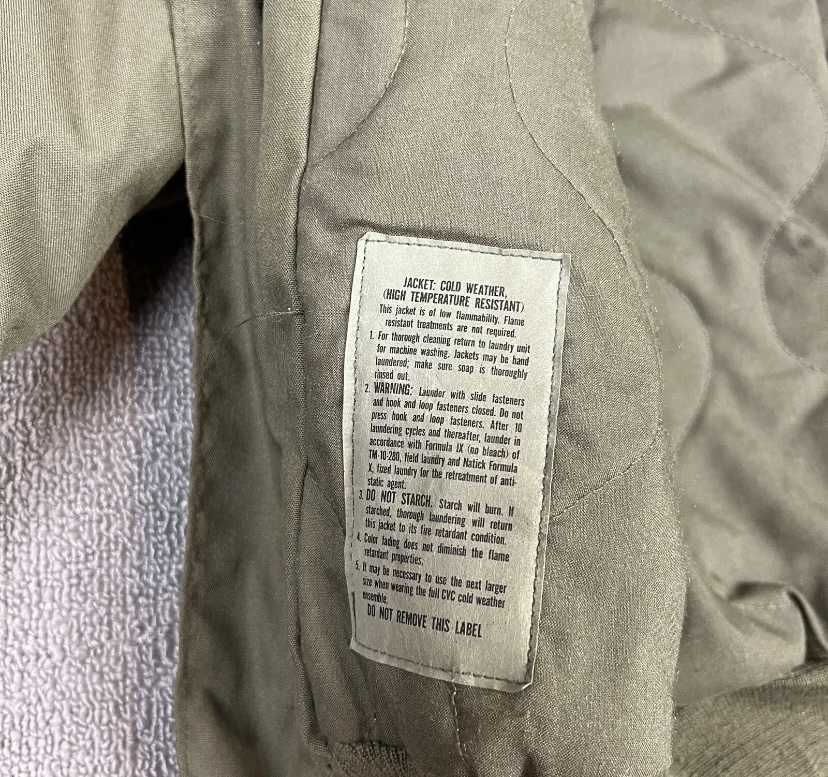 JACKET: COLD WEATHER,
(HIGH TEMPERATURE RESISTANT)
This jacket is of low flammability. Flame
resistant treatments are not required.
1. For thorough cleaning return to laundry unit
for machine washing. Jackets may be hand
laundered; make sure soap is thoroughly
rinsed out.
2. WARNING: Launder with slide fasteners
and hook and loop fasteners closed. Do not
press hook and loop fasteners. After 10
laundering cycles and thereafter, launder in
accordance with Formula IX (no bleach) of
TM-10-280, field laundry and Natick Formula
X, fixed laundry for the retreatment of anti-
static agent.
3. DO NOT STARCH. Starch will burn. If
starched, thorough laundering will return
this jacket to its fire retardant condition.
4. Color fading does not diminish the flame
retardant properties.
5. It may be necessary to use the next larger
size when wearing the full CVC cold weather
ensemble.
DO NOT REMOVE THIS LABEL